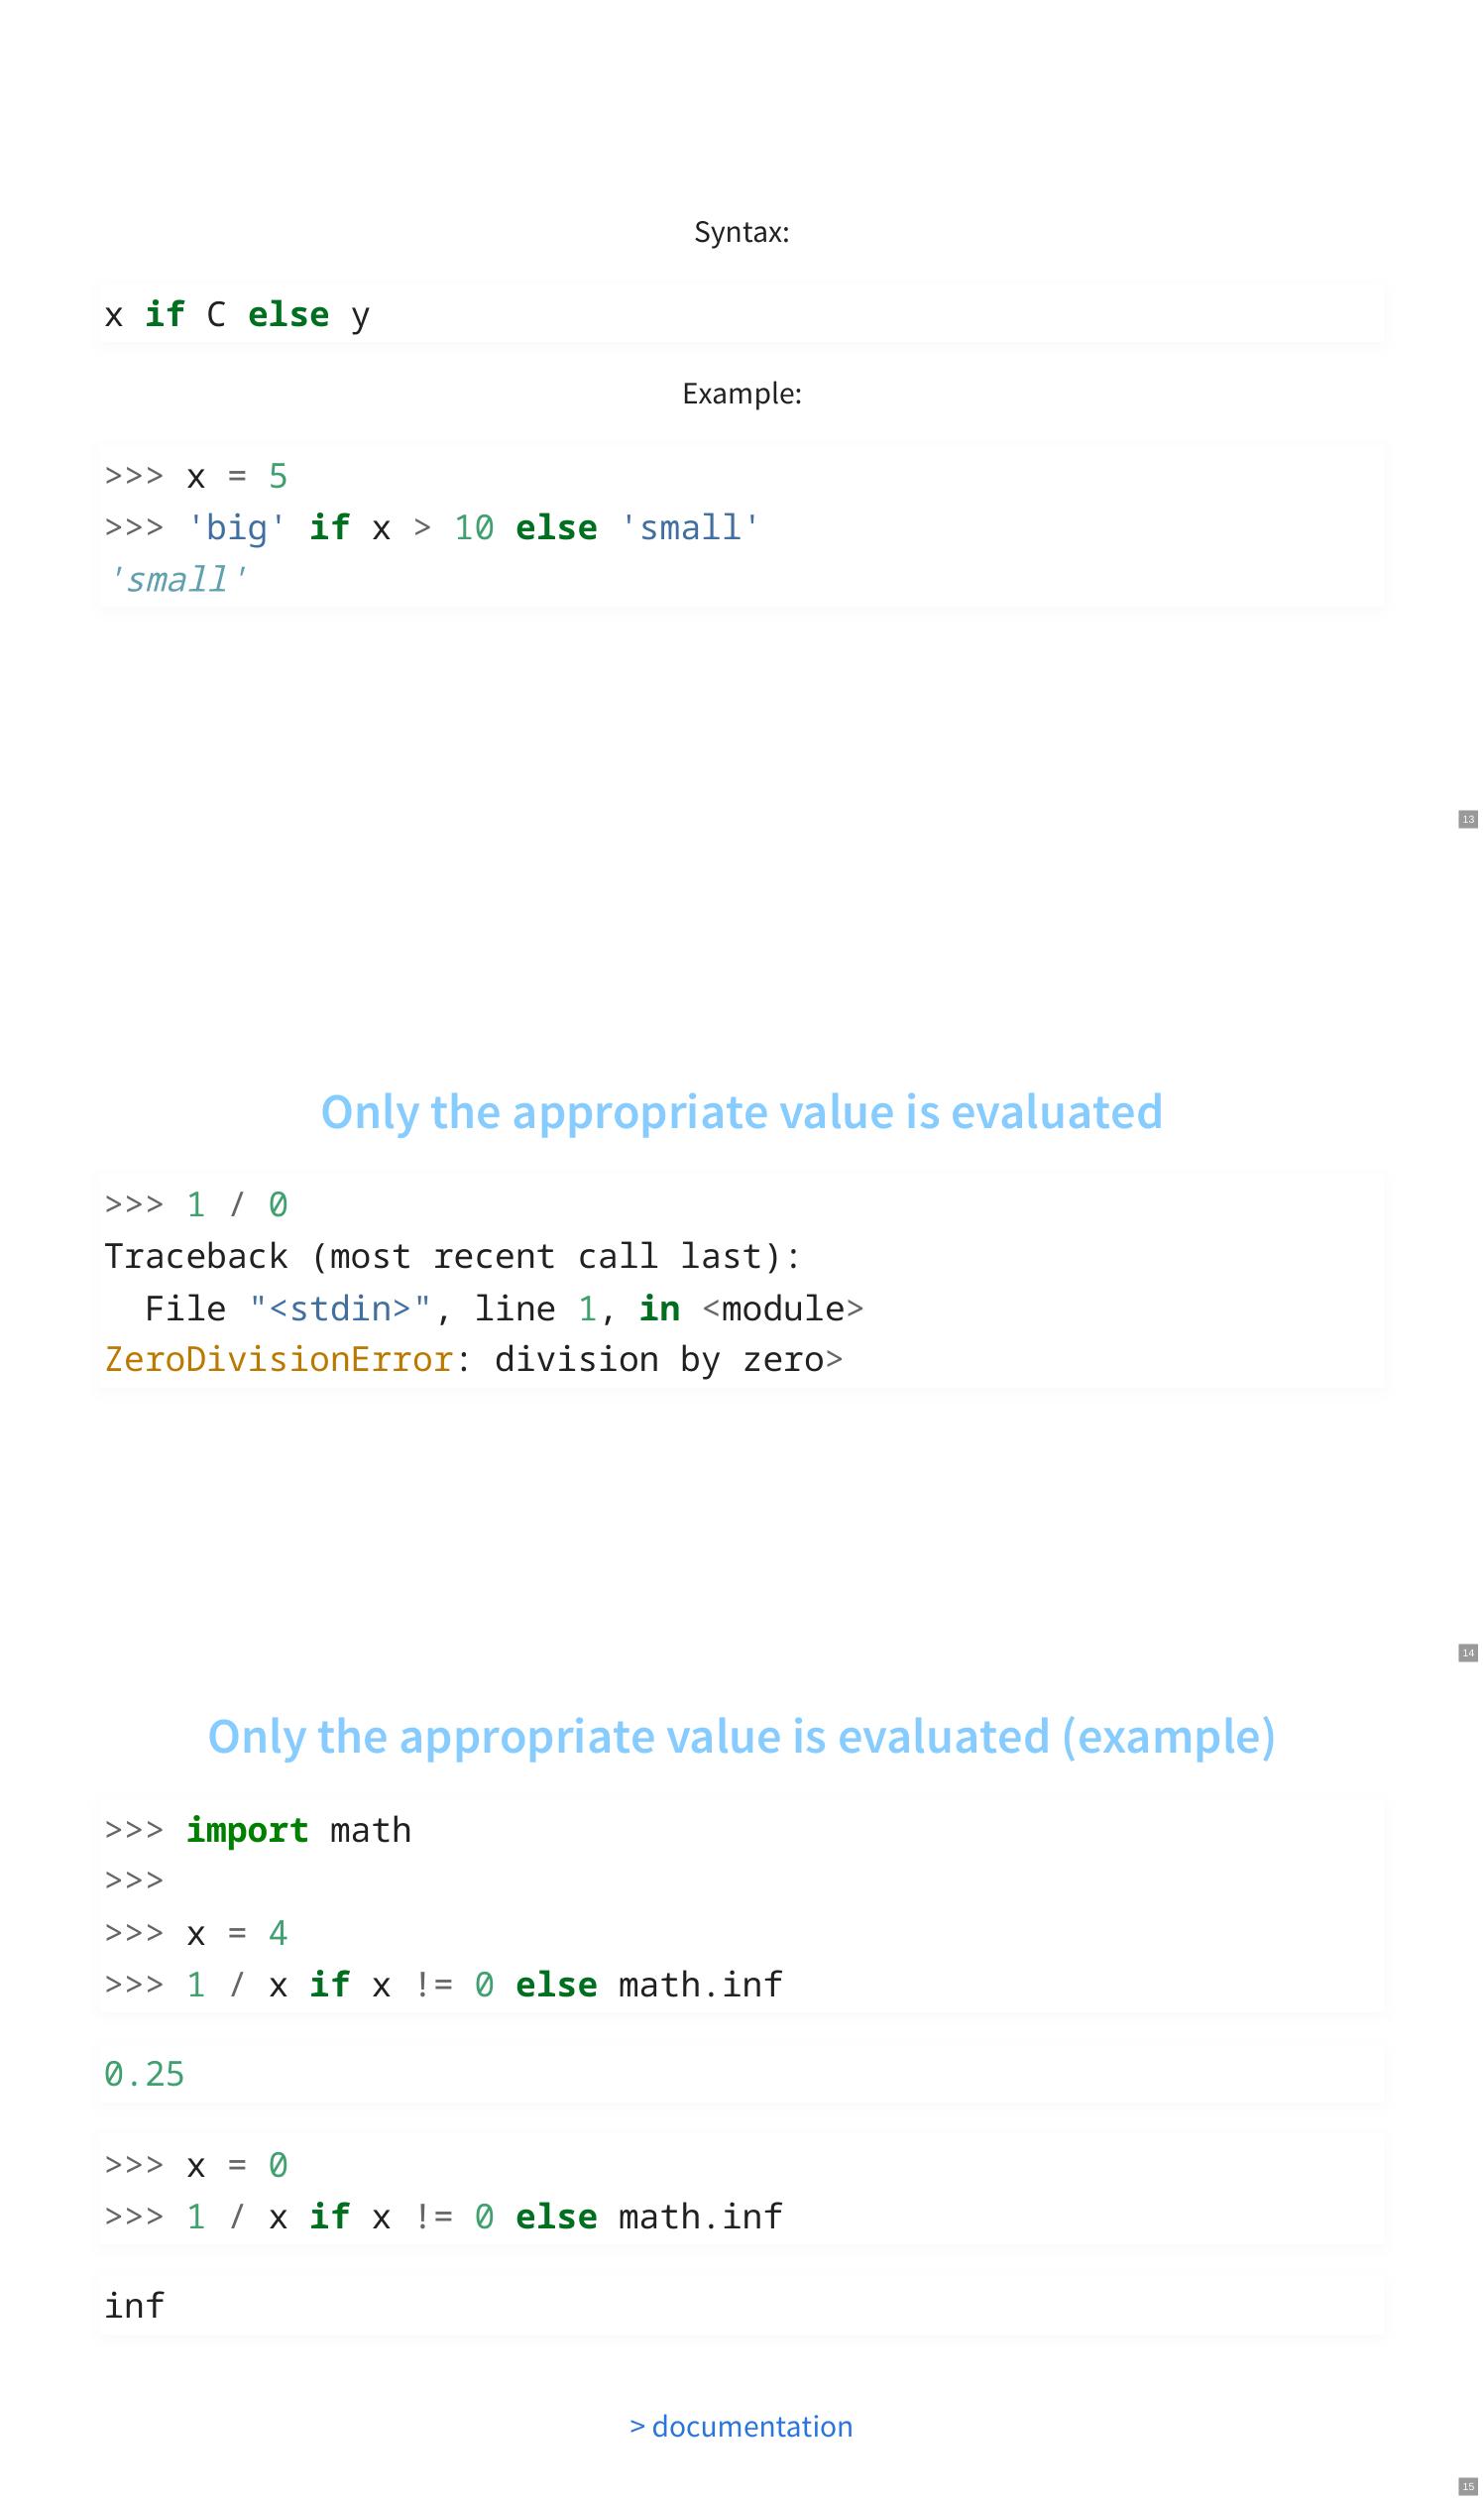 Syntax:
x if C else y
Example:
>>> x = 5
>>> 'big' if x > 10 else 'small'
'small'
13
Only the appropriate value is evaluated
>>> 1 / 0
Traceback (most recent call last):
  File "<stdin>", line 1, in <module>
ZeroDivisionError: division by zero>
14
Only the appropriate value is evaluated (example)
>>> import math
>>>
>>> x = 4
>>> 1 / x if x != 0 else math.inf
0.25
>>> x = 0
>>> 1 / x if x != 0 else math.inf
inf
> documentation
15